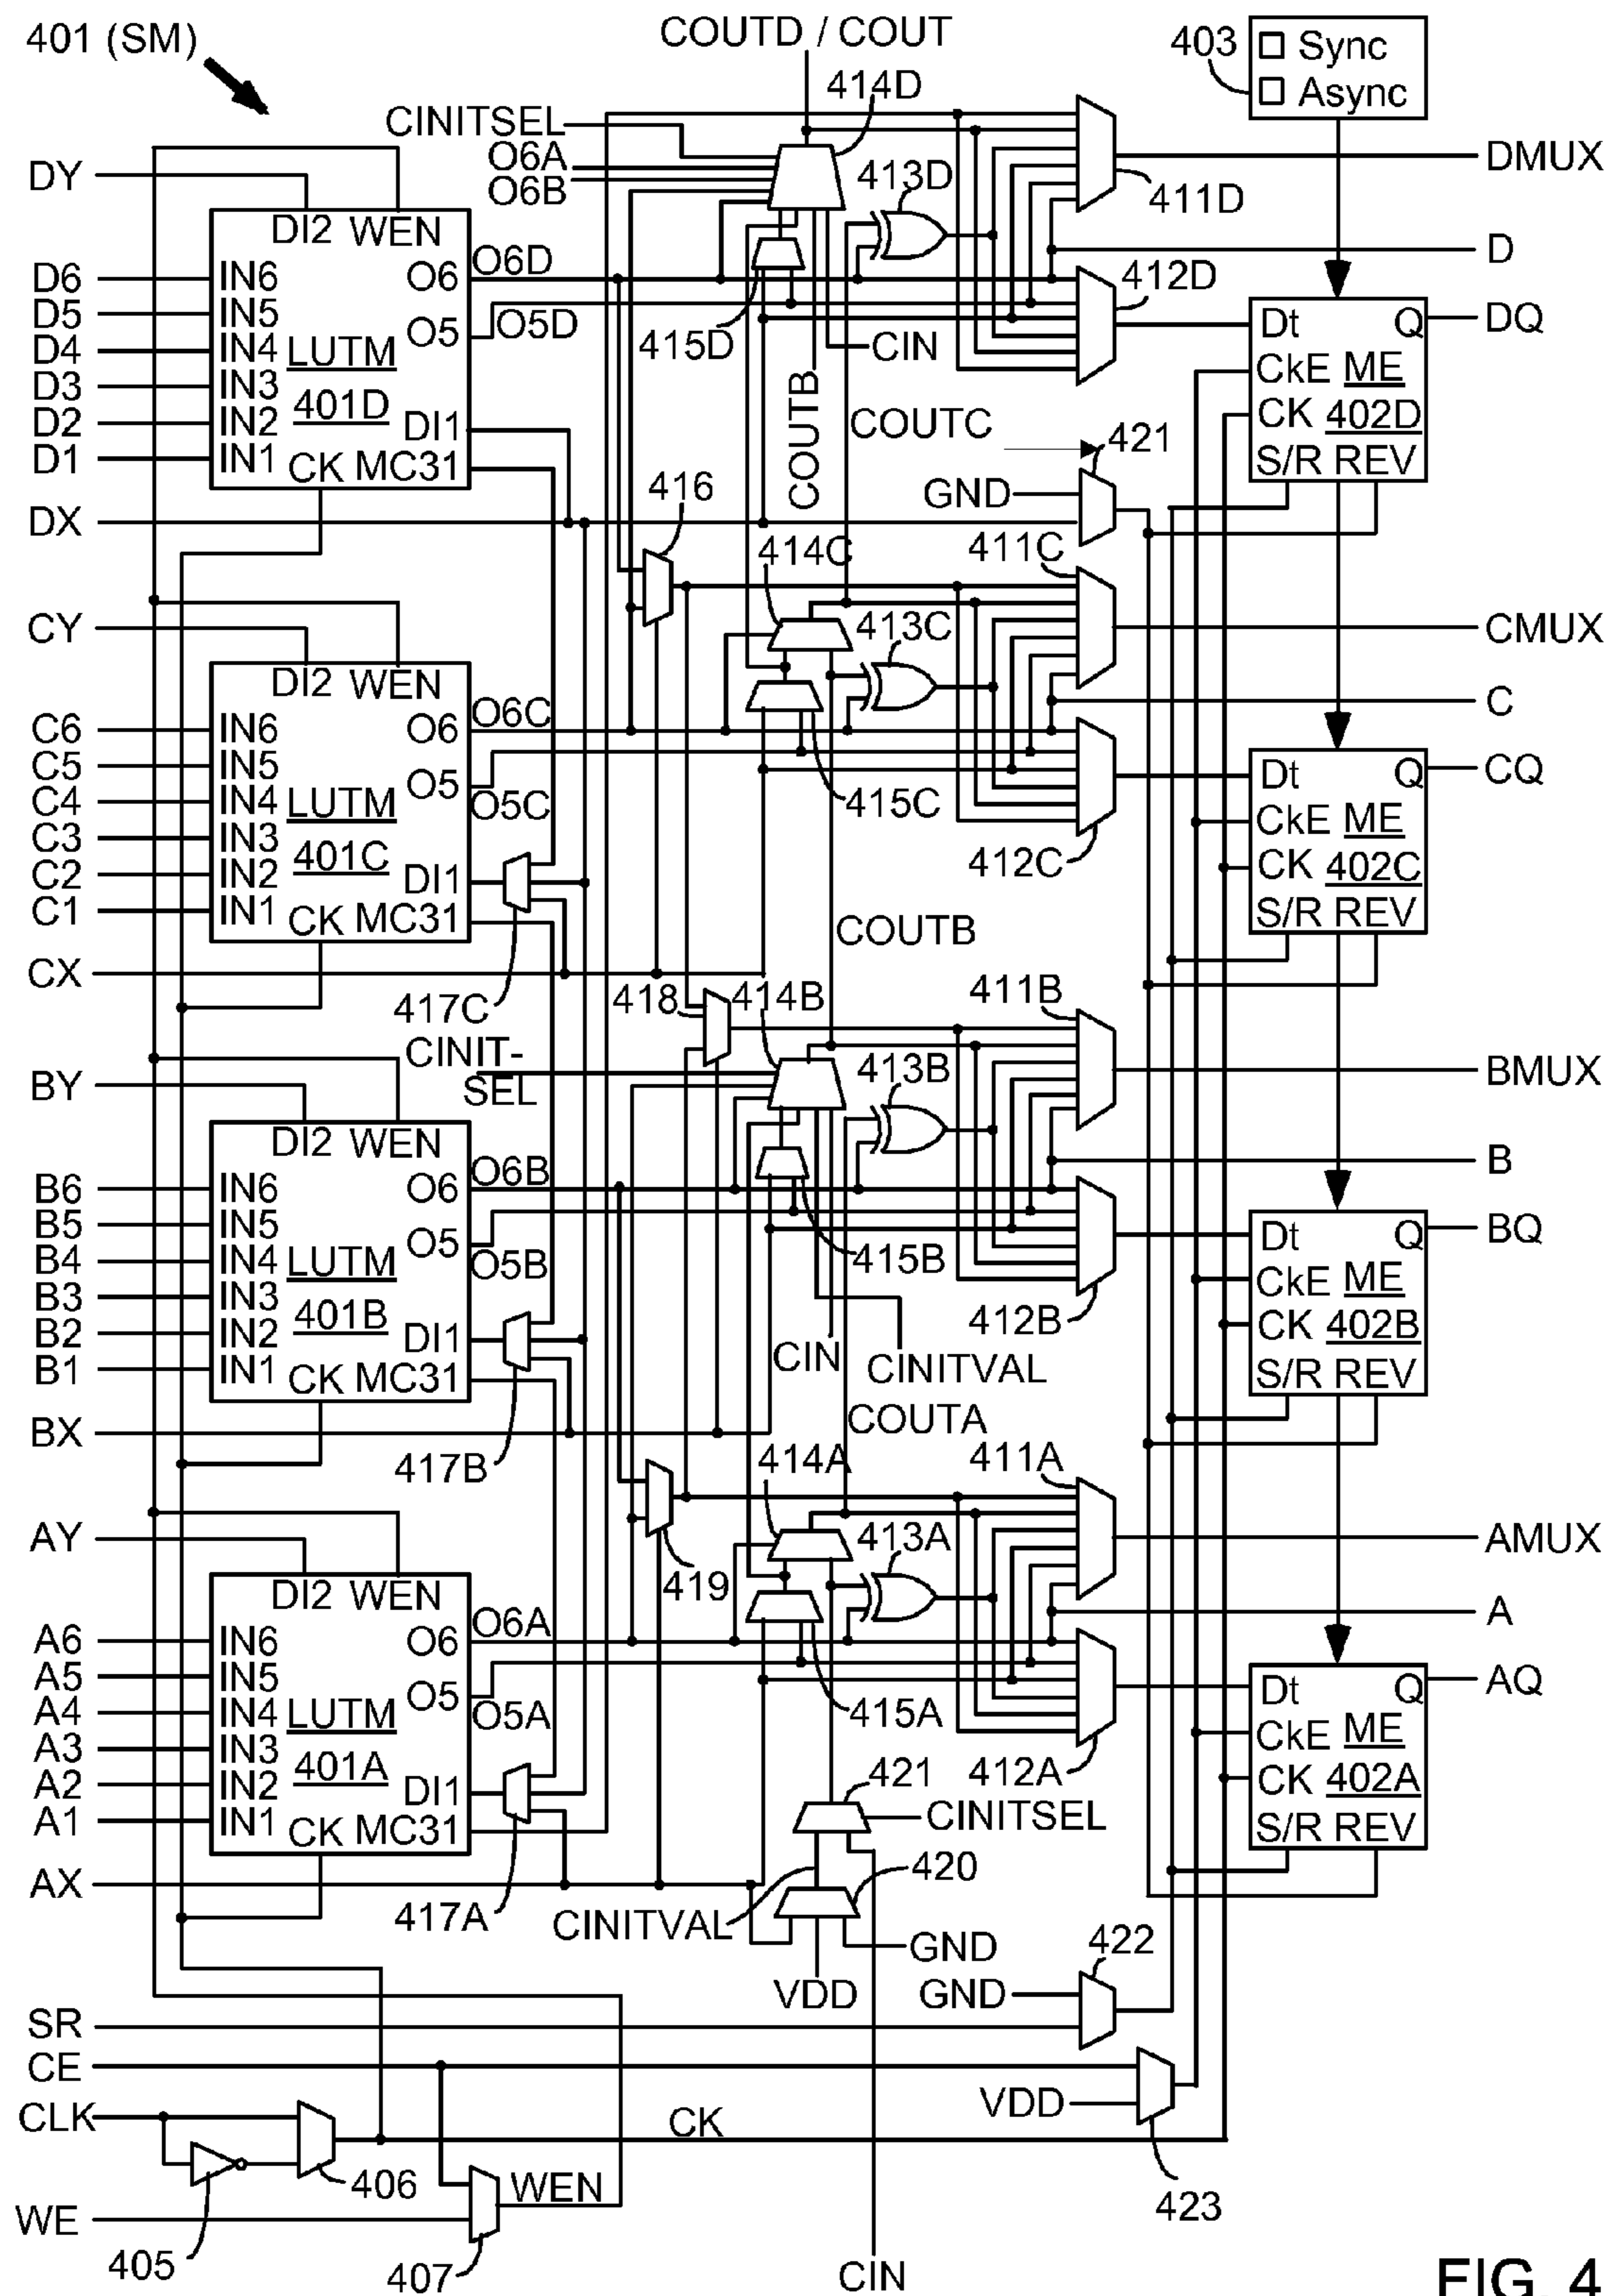 401 (SM)
COUTD / COUT
403
Sync
Async
414D
CINITSEL
O6A
O6B
413D
DMUX
411D
DY
DI2 WEN
D6
D5
D4
D3
D2
D1
IN6
IN5
IN4
IN3
IN2
IN1
LUTM
401D
O6
O5
DI1
CK MC31
O6D
O5D
415D
CIN
COUTB
COUTC
412D
D
DQ
Dt Q
CkE ME
CK 402D
S/R REV
421
GND
DX
416
414C
411C
413C
CMUX
CY
DI2 WEN
C6
C5
C4
C3
C2
C1
IN6
IN5
IN4
IN3
IN2
IN1
LUTM
401C
O6
O5
DI1
CK MC31
O6C
O5C
415C
412C
C
CQ
Dt Q
CkE ME
CK 402C
S/R REV
CX
417C
COUTB
418
414B
411B
CINIT-
SEL
413B
BMUX
BY
DI2 WEN
B6
B5
B4
B3
B2
B1
IN6
IN5
IN4
IN3
IN2
IN1
LUTM
401B
O6
O5
DI1
CK MC31
O6B
O5B
415B
412B
CIN
CINITVAL
B
BQ
Dt Q
CkE ME
CK 402B
S/R REV
BX
417B
COUTA
414A
411A
413A
419
AMUX
AY
DI2 WEN
A6
A5
A4
A3
A2
A1
IN6
IN5
IN4
IN3
IN2
IN1
LUTM
401A
O6
O5
DI1
CK MC31
O6A
O5A
415A
412A
A
AQ
Dt Q
CkE ME
CK 402A
S/R REV
421
CINITSEL
420
AX
417A
CINITVAL
GND
VDD
GND
422
SR
CE
VDD
CLK
CK
406
WEN
423
WE
405
407
CIN
FIG. 4